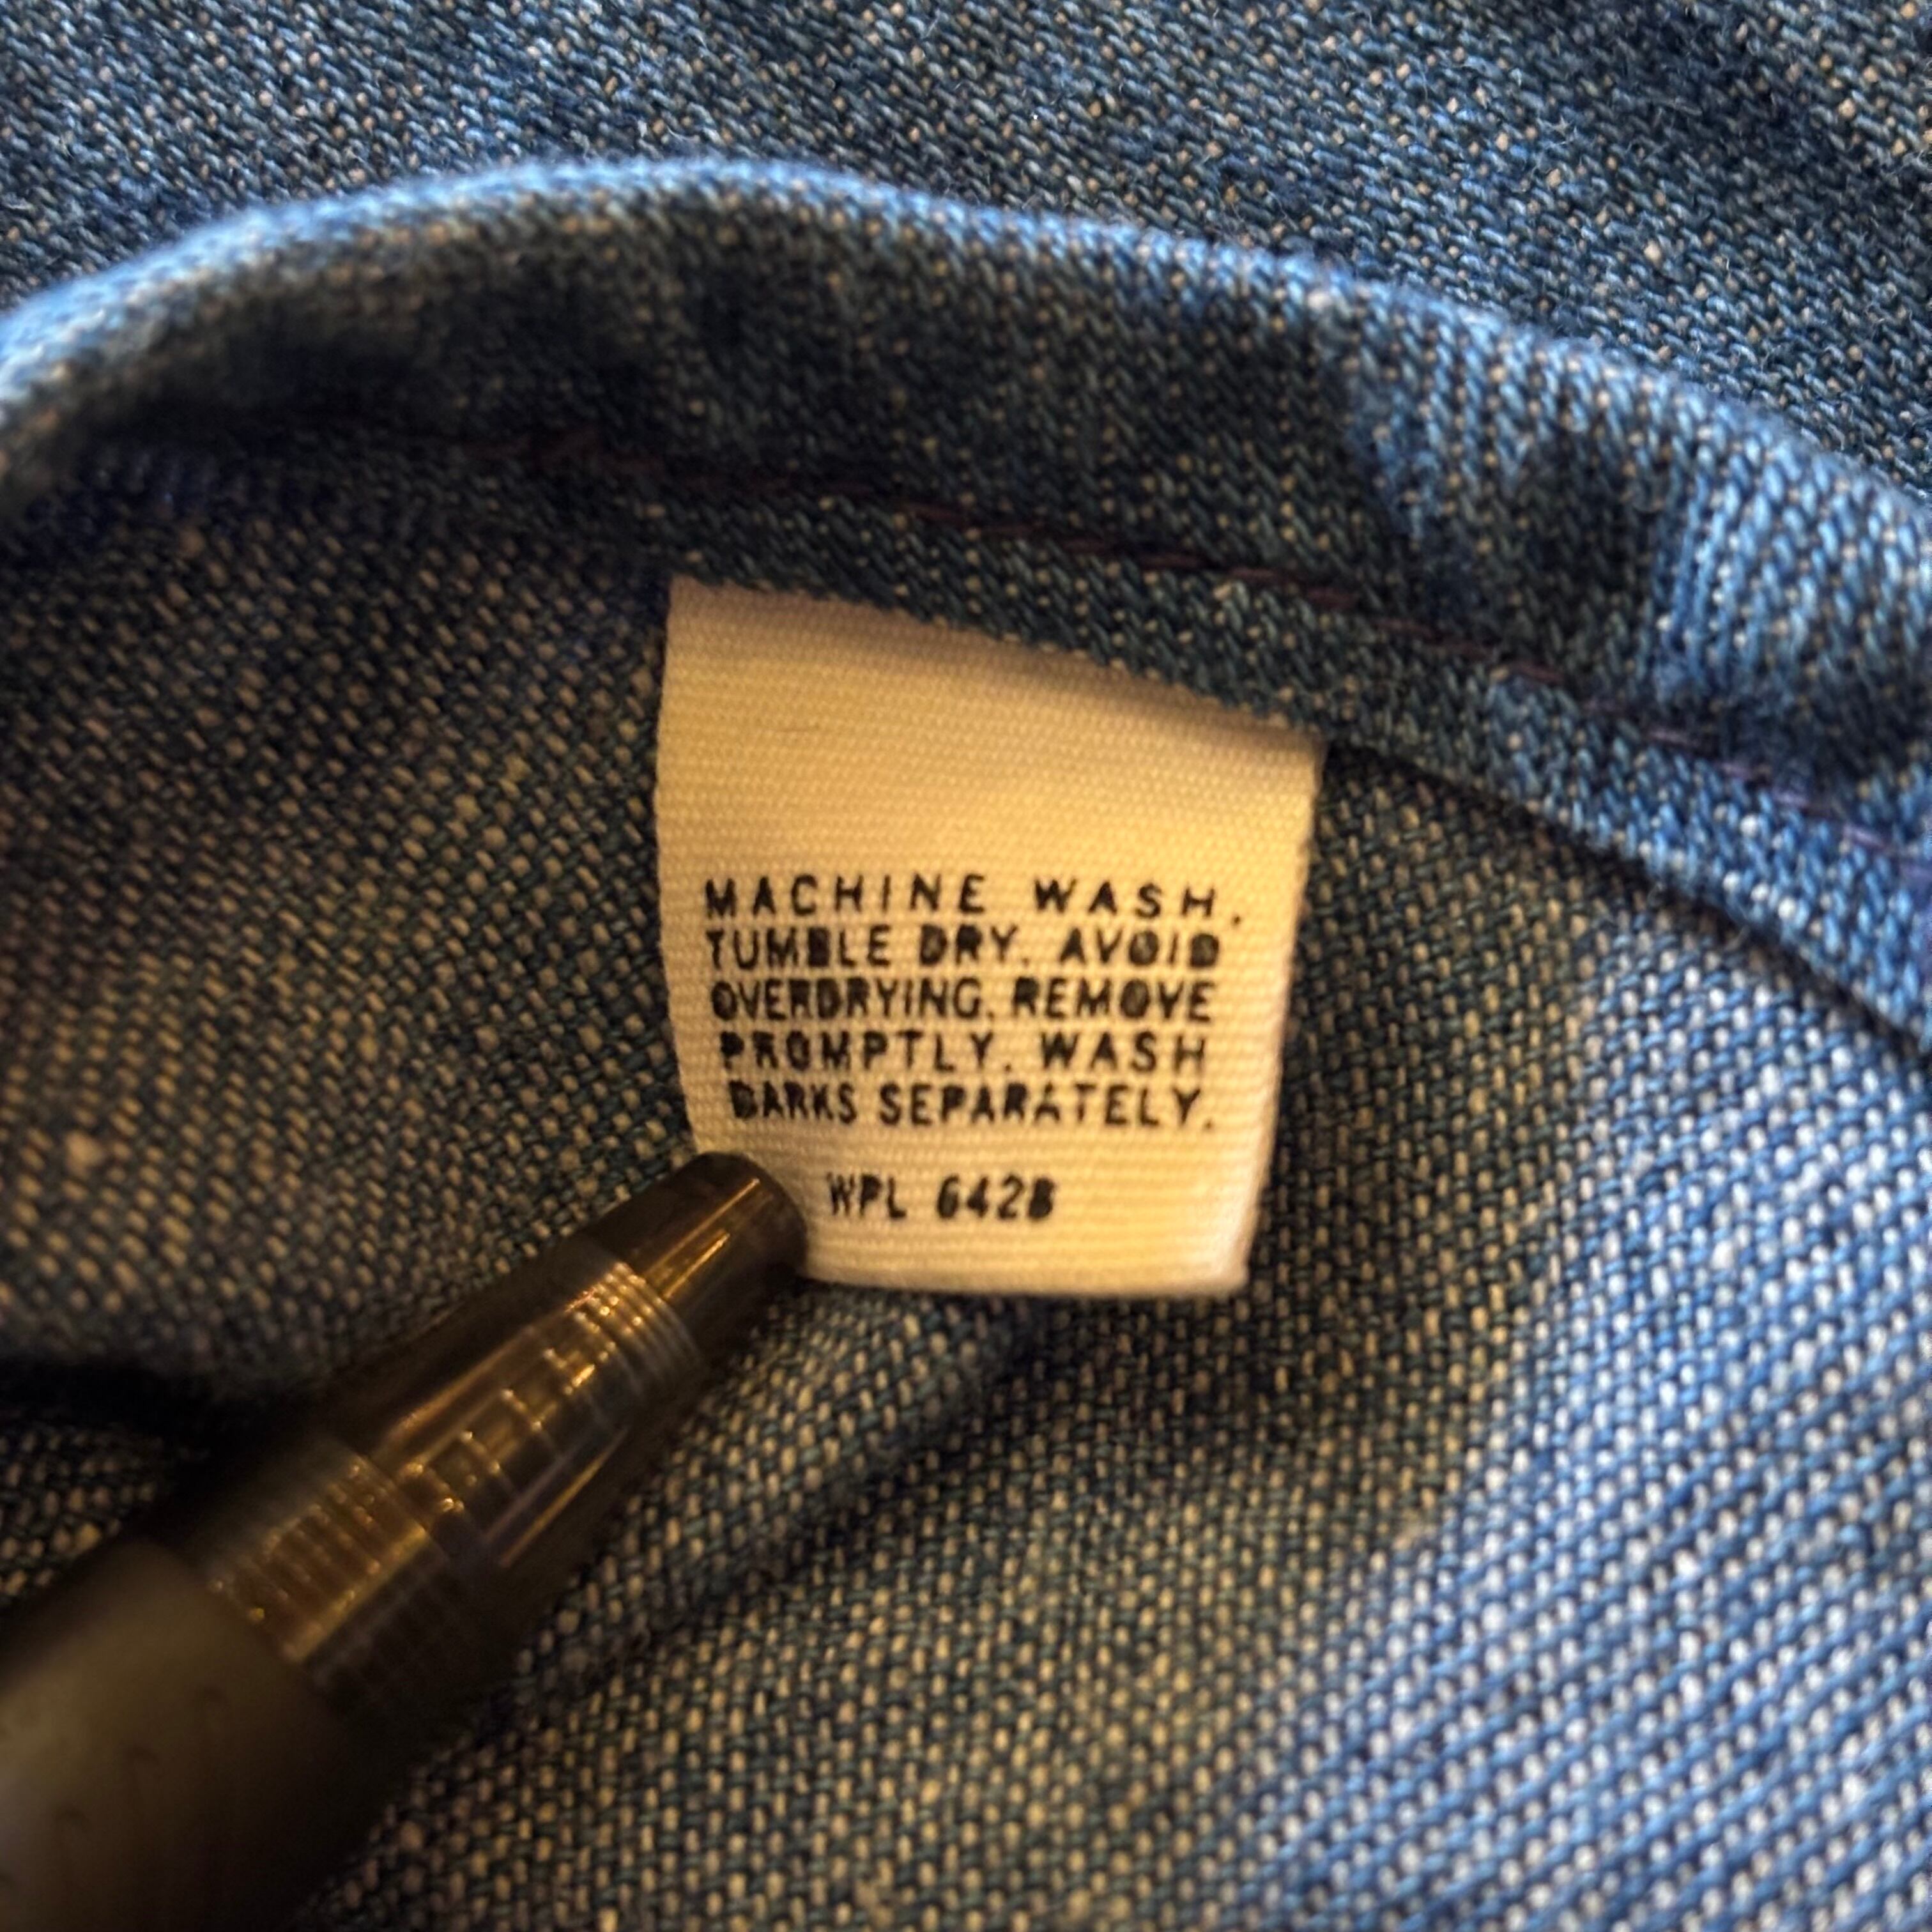 MACHINE WASH.
TUMBLE DRY. AVOID
OVERDRYING. REMOVE
PROMPTLY. WASH
DARKS SEPARATELY.
WPL 6428